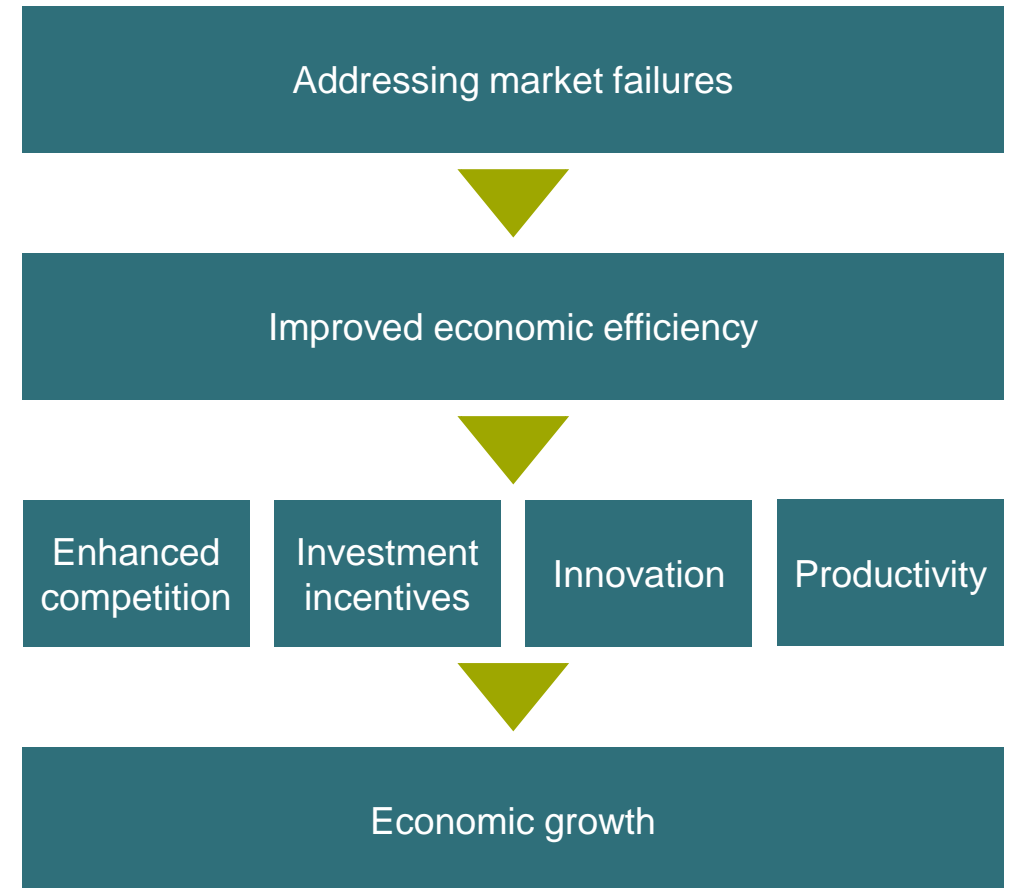 Addressing market failures
Improved economic efficiency
Enhanced
competition
Investment
incentives
Innovation
Productivity
Economic growth